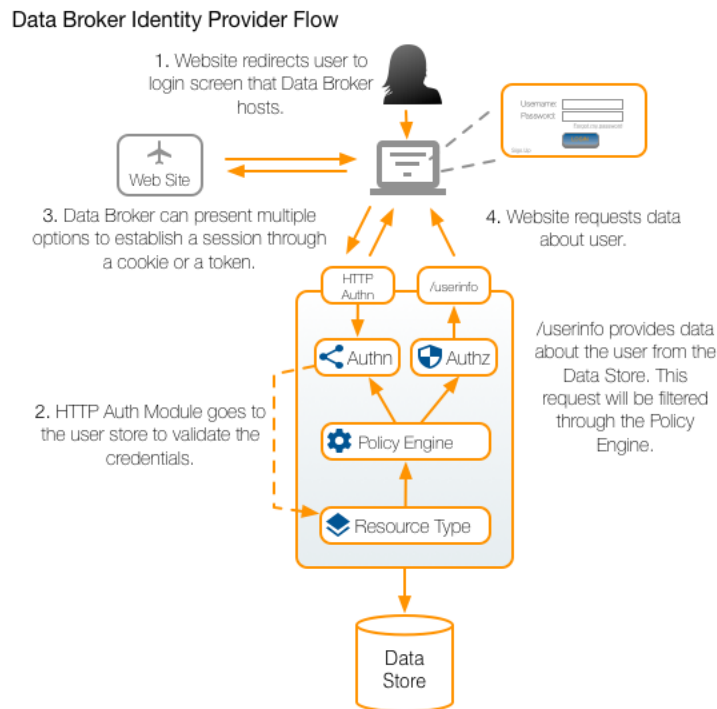 Data Broker Identity Provider Flow
1. Website redirects user to
login screen that Data Broker
hosts.
Username:
Password:
Web Site
3. Data Broker can present multiple
options to establish a session through
a cookie or a token.
4. Website requests data
about user.
HTTP
Authn
/userinfo
Authn
Authz
/userinfo provides data
about the user from the
Data Store. This
request will be filtered
through the Policy
Engine.
2. HTTP Auth Module goes to
the user store to validate the
credentials.
Policy Engine
Resource Type
Data
Store